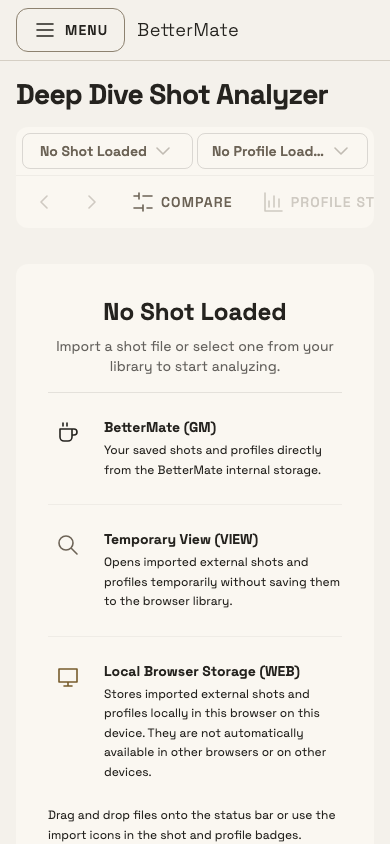 MENU BetterMate
Deep Dive Shot Analyzer
No Shot Loaded
No Profile Load...
COMPARE
PROFILE ST
No Shot Loaded
Import a shot file or select one from your
library to start analyzing.
BetterMate (GM)
Your saved shots and profiles directly
from the BetterMate internal storage.
Temporary View (VIEW)
Opens imported external shots and
profiles temporarily without saving them
to the browser library.
Local Browser Storage (WEB)
Stores imported external shots and
profiles locally in this browser on this
device. They are not automatically
available in other browsers or on other
devices.
Drag and drop files onto the status bar or use the
import icons in the shot and profile badges.